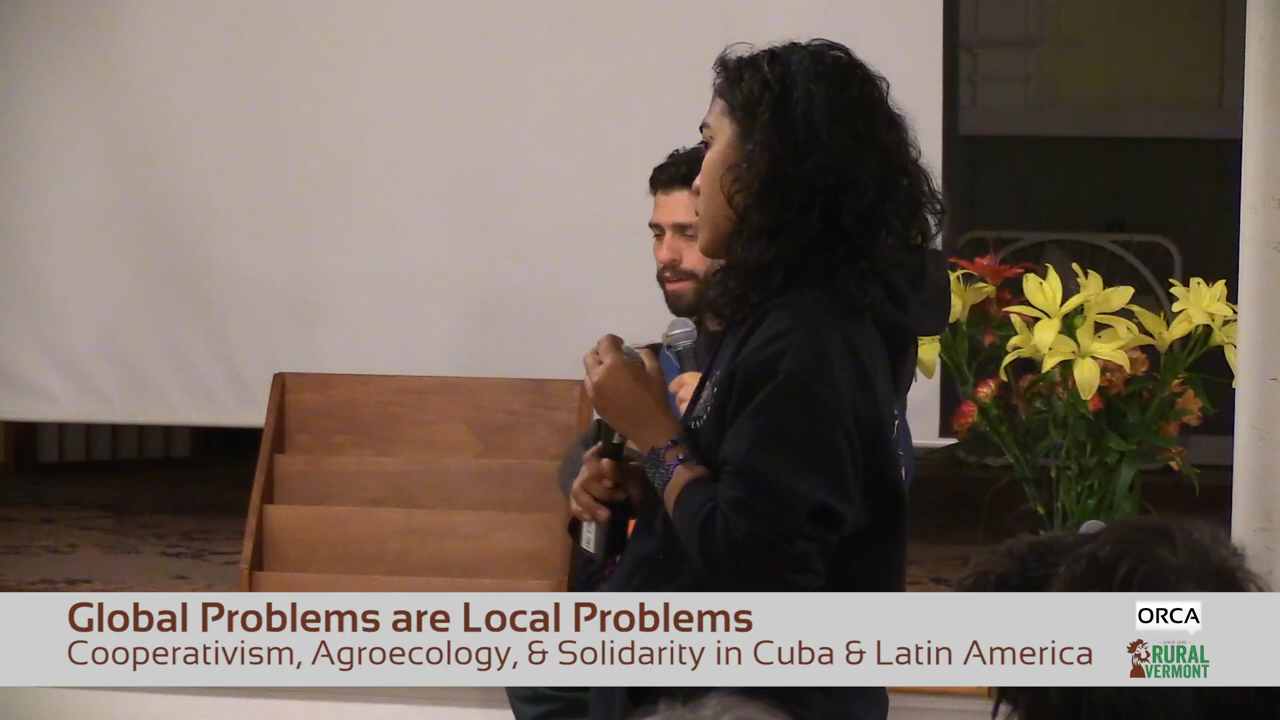 Global Problems are Local Problems
Cooperativism, Agroecology, & Solidarity in Cuba & Latin America
ORCA
RURAL
VERMONT